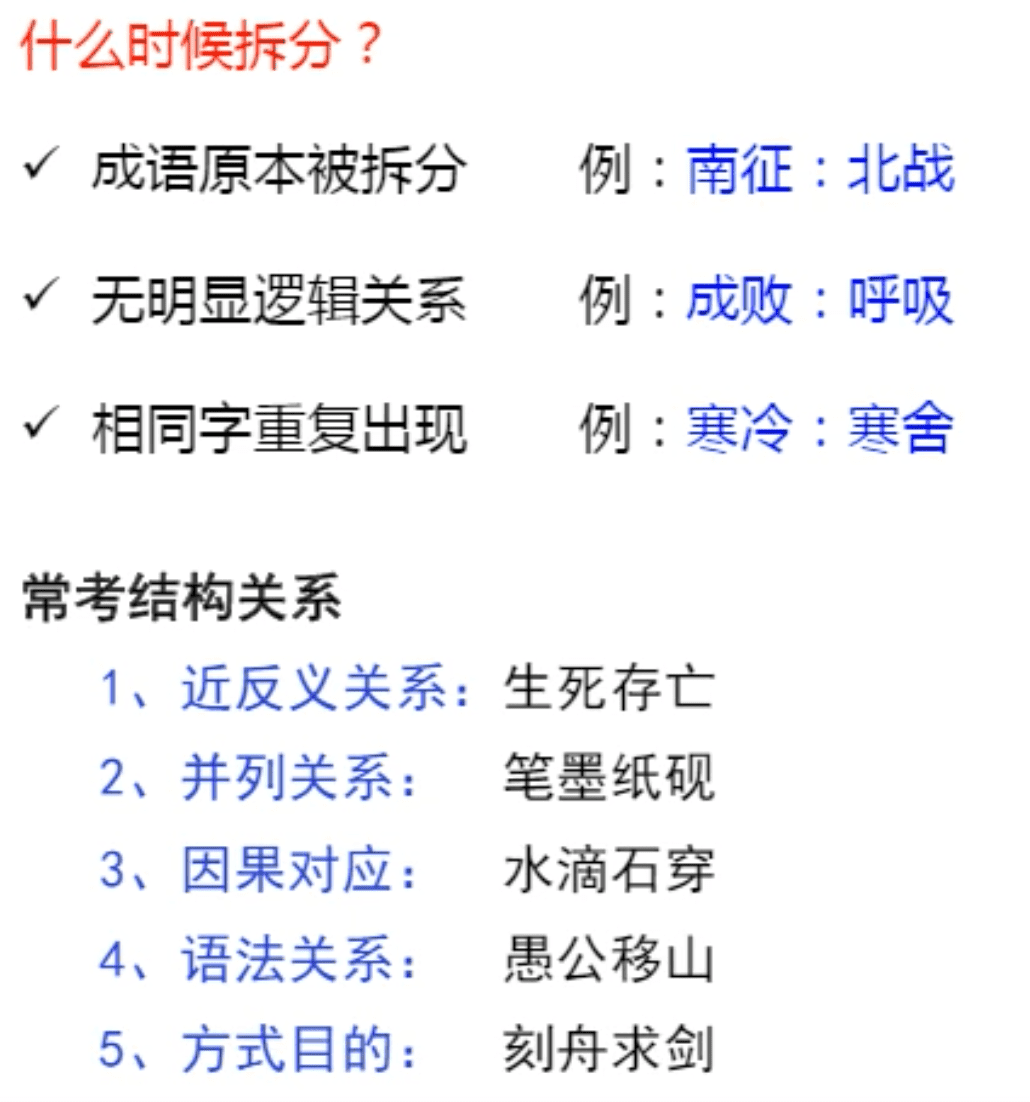 什么时候拆分？
✓ 成语原本被拆分 例：南征：北战
✓ 无明显逻辑关系 例：成败：呼吸
✓ 相同字重复出现 例：寒冷：寒舍
常考结构关系
1、近反义关系：生死存亡
2、并列关系： 笔墨纸砚
3、因果对应： 水滴石穿
4、语法关系： 愚公移山
5、方式目的： 刻舟求剑